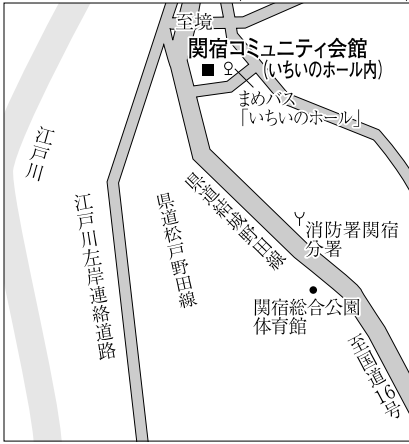 至境
関宿コミュニティ会館
(いちいのホール内)
まめバス
「いちいのホール」
江戸川
江戸川左岸連絡道路
県道松戸野田線
県道結城野田線
消防署関宿
分署
関宿総合公園
体育館
至国道16号